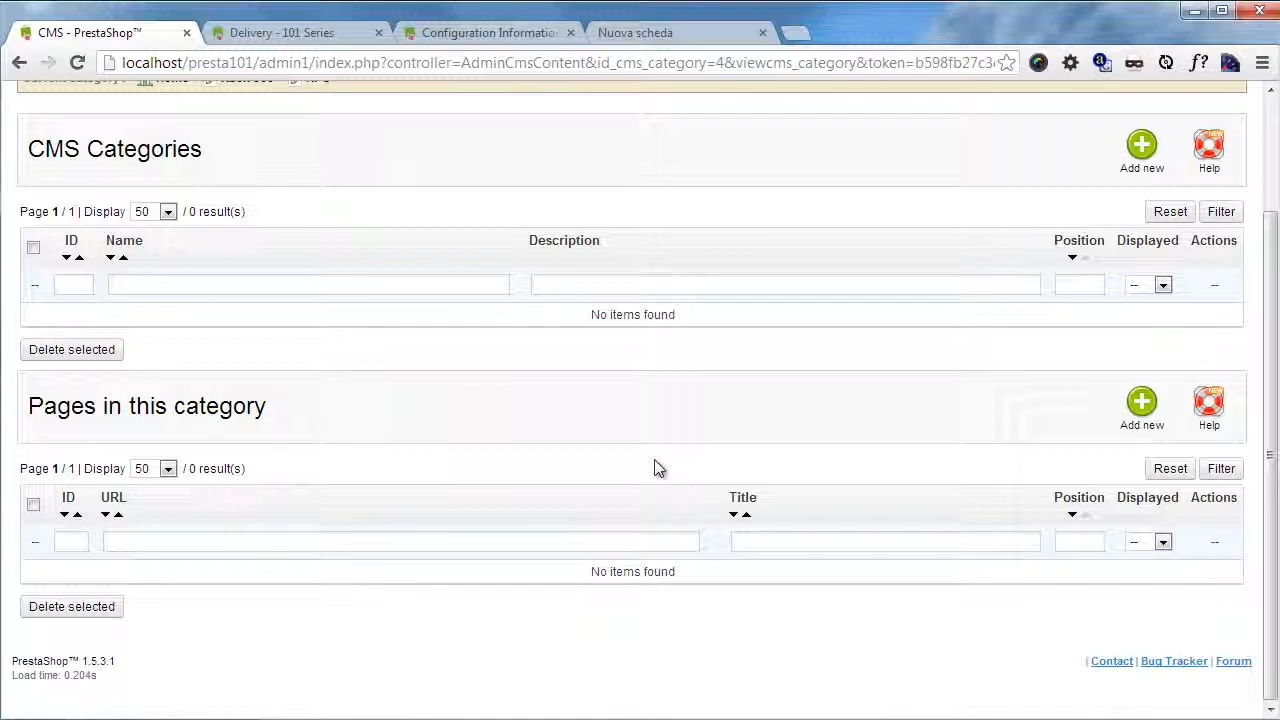 CMS - PrestaShop™
Delivery - 101 Series
Configuration Informatio
Nuova scheda
localhost/presta101/admin1/index.php?controller=AdminCmsContent&id_cms_category=4&viewcms_category&token=b598fb27c3
f?
CMS Categories
Add new
NEW
Help
Page 1 / 1 | Display 50 / 0 result(s)
Reset Filter
ID Name Description Position Displayed Actions
-- -- --
No items found
Delete selected
Pages in this category
Add new
NEW
Help
Page 1 / 1 | Display 50 / 0 result(s)
Reset Filter
ID URL Title Position Displayed Actions
-- -- --
No items found
Delete selected
PrestaShop™ 1.5.3.1
| Contact | Bug Tracker | Forum
Load time: 0.204s